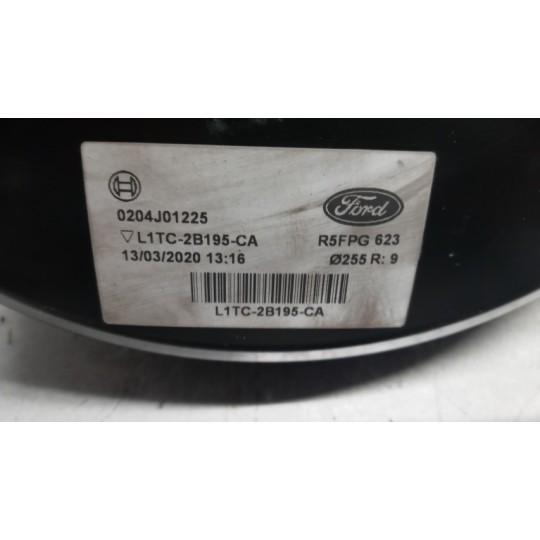 Ford
0204J01225
▽L1TC-2B195-CA R5FPG 623
13/03/2020 13:16 Ø255 R: 9
L1TC-2B195-CA